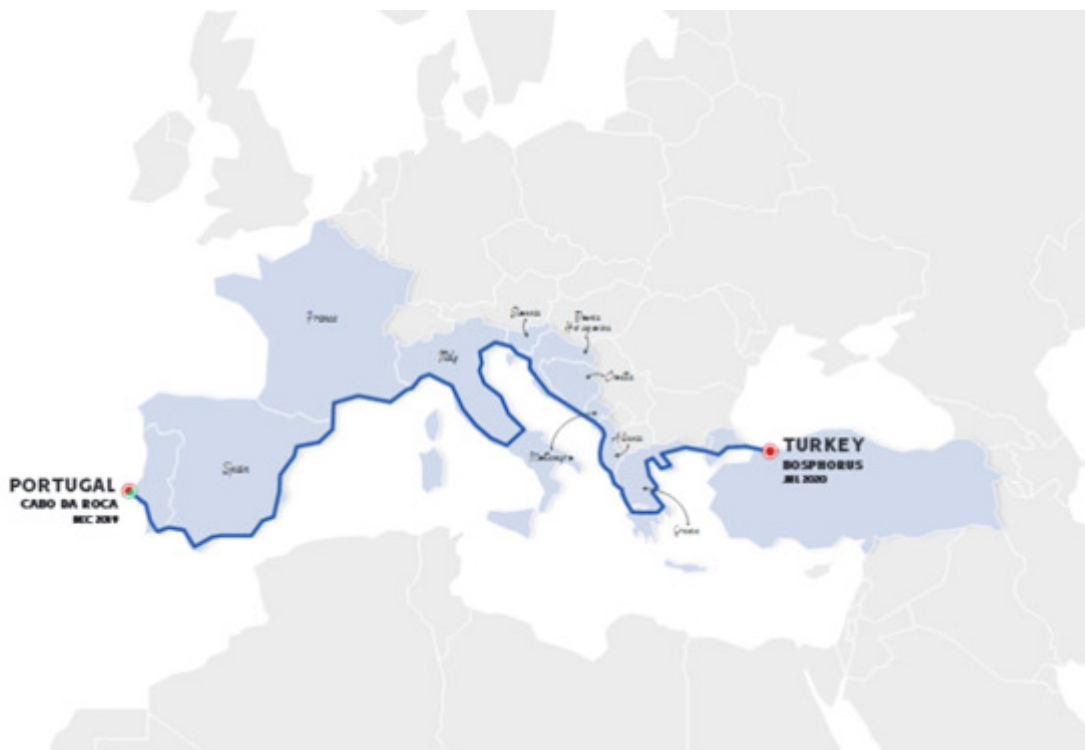 Slovenia
Bosnia
Herzegovina
France
Italy
Croatia
Albania
TURKEY
BOSPHORUS
JUL 2020
Spain
Montenegro
PORTUGAL
CABO DA ROCA
DEC 2019
Greece